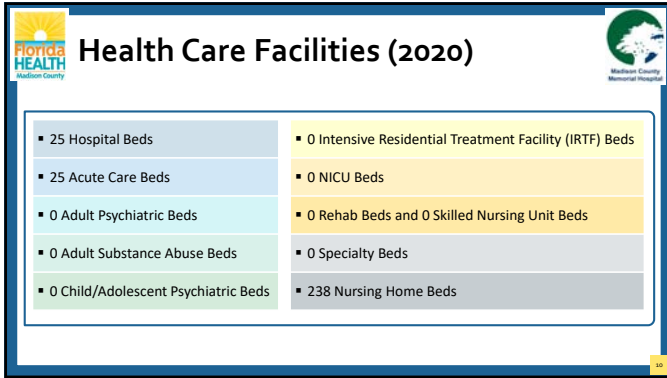 Florida
HEALTH
Madison County
Health Care Facilities (2020)
Madison County
Memorial Hospital
▪ 25 Hospital Beds
▪ 25 Acute Care Beds
▪ 0 Adult Psychiatric Beds
▪ 0 Adult Substance Abuse Beds
▪ 0 Child/Adolescent Psychiatric Beds
▪ 0 Intensive Residential Treatment Facility (IRTF) Beds
▪ 0 NICU Beds
▪ 0 Rehab Beds and 0 Skilled Nursing Unit Beds
▪ 0 Specialty Beds
▪ 238 Nursing Home Beds
10